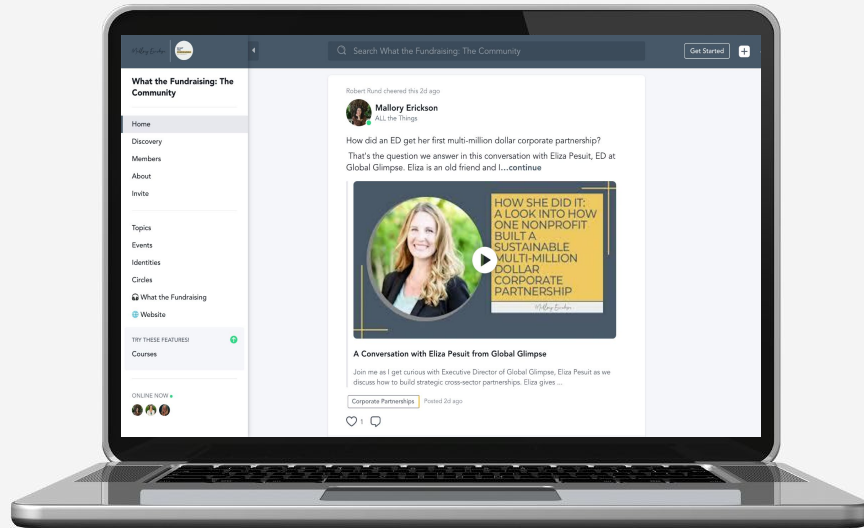 Mallory Erickson
Search What the Fundraising: The Community
Get Started
What the Fundraising: The
Community
Home
Discovery
Members
About
Invite
Topics
Events
Identities
Circles
What the Fundraising
Website
TRY THESE FEATURES!
Courses
ONLINE NOW
Robert Rund cheered this 2d ago
Mallory Erickson
ALL the Things
How did an ED get her first multi-million dollar corporate partnership?
That's the question we answer in this conversation with Eliza Pesuit, ED at
Global Glimpse. Eliza is an old friend and I...continue
HOW SHE DID IT:
A LOOK INTO HOW
ONE NONPROFIT
BUILT A
SUSTAINABLE
MULTI-MILLION
DOLLAR
CORPORATE
PARTNERSHIP
Mallory Erickson
A Conversation with Eliza Pesuit from Global Glimpse
Join me as I get curious with Executive Director of Global Glimpse, Eliza Pesuit as we
discuss how to build strategic cross-sector partnerships. Eliza gives ...
Corporate Partnerships Posted 2d ago
1